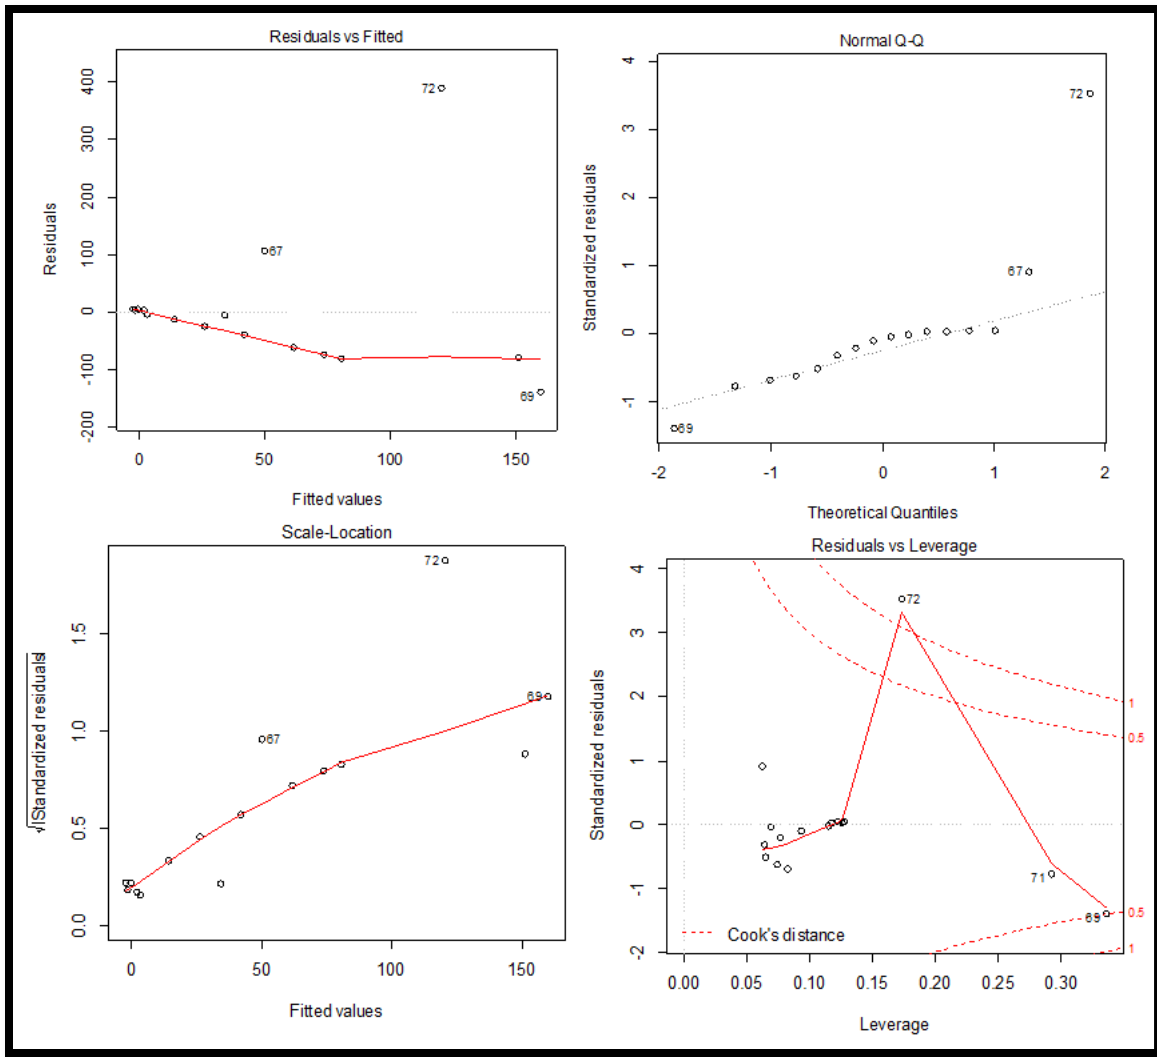 Residuals vs Fitted
Residuals
400
300
200
100
0
-100
-200
72
67
69
0 50 100 150
Fitted values
Normal Q-Q
Standardized residuals
4
3
2
1
0
-1
72
67
69
-2 -1 0 1 2
Theoretical Quantiles
Scale-Location
√|Standardized residuals|
1.5
1.0
0.5
0.0
72
69
67
0 50 100 150
Fitted values
Residuals vs Leverage
Standardized residuals
4
3
2
1
0
-1
-2
72
71
69
1
0.5
0.5
1
Cook's distance
0.00 0.05 0.10 0.15 0.20 0.25 0.30
Leverage